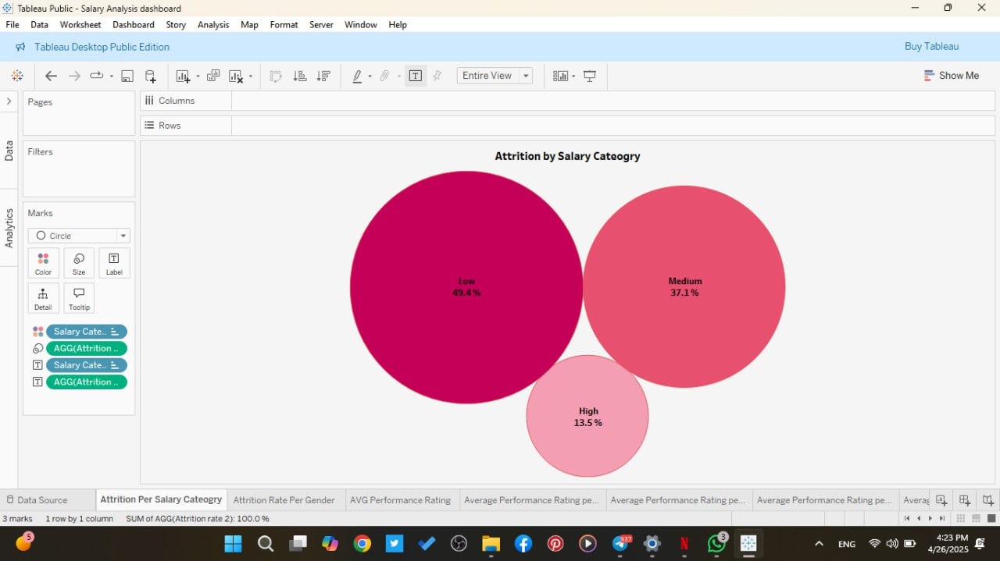 Tableau Public - Salary Analysis dashboard
File Data Worksheet Dashboard Story Analysis Map Format Server Window Help
Tableau Desktop Public Edition
Buy Tableau
Entire View
Show Me
Pages
Columns
Rows
Data
Filters
Analytics
Marks
Circle
Color Size Label
Detail Tooltip
Salary Cate..
AGG(Attrition ..
Salary Cate..
AGG(Attrition ..
Attrition by Salary Cateogry
Low
49.4 %
Medium
37.1 %
High
13.5 %
Data Source Attrition Per Salary Cateogry Attrition Rate Per Gender AVG Performance Rating Average Performance Rating pe... Average Performance Rating pe... Average Performance Rating pe... Averag
3 marks 1 row by 1 column SUM of AGG(Attrition rate 2): 100.0 %
5
937
3
ENG
4:23 PM
4/26/2025